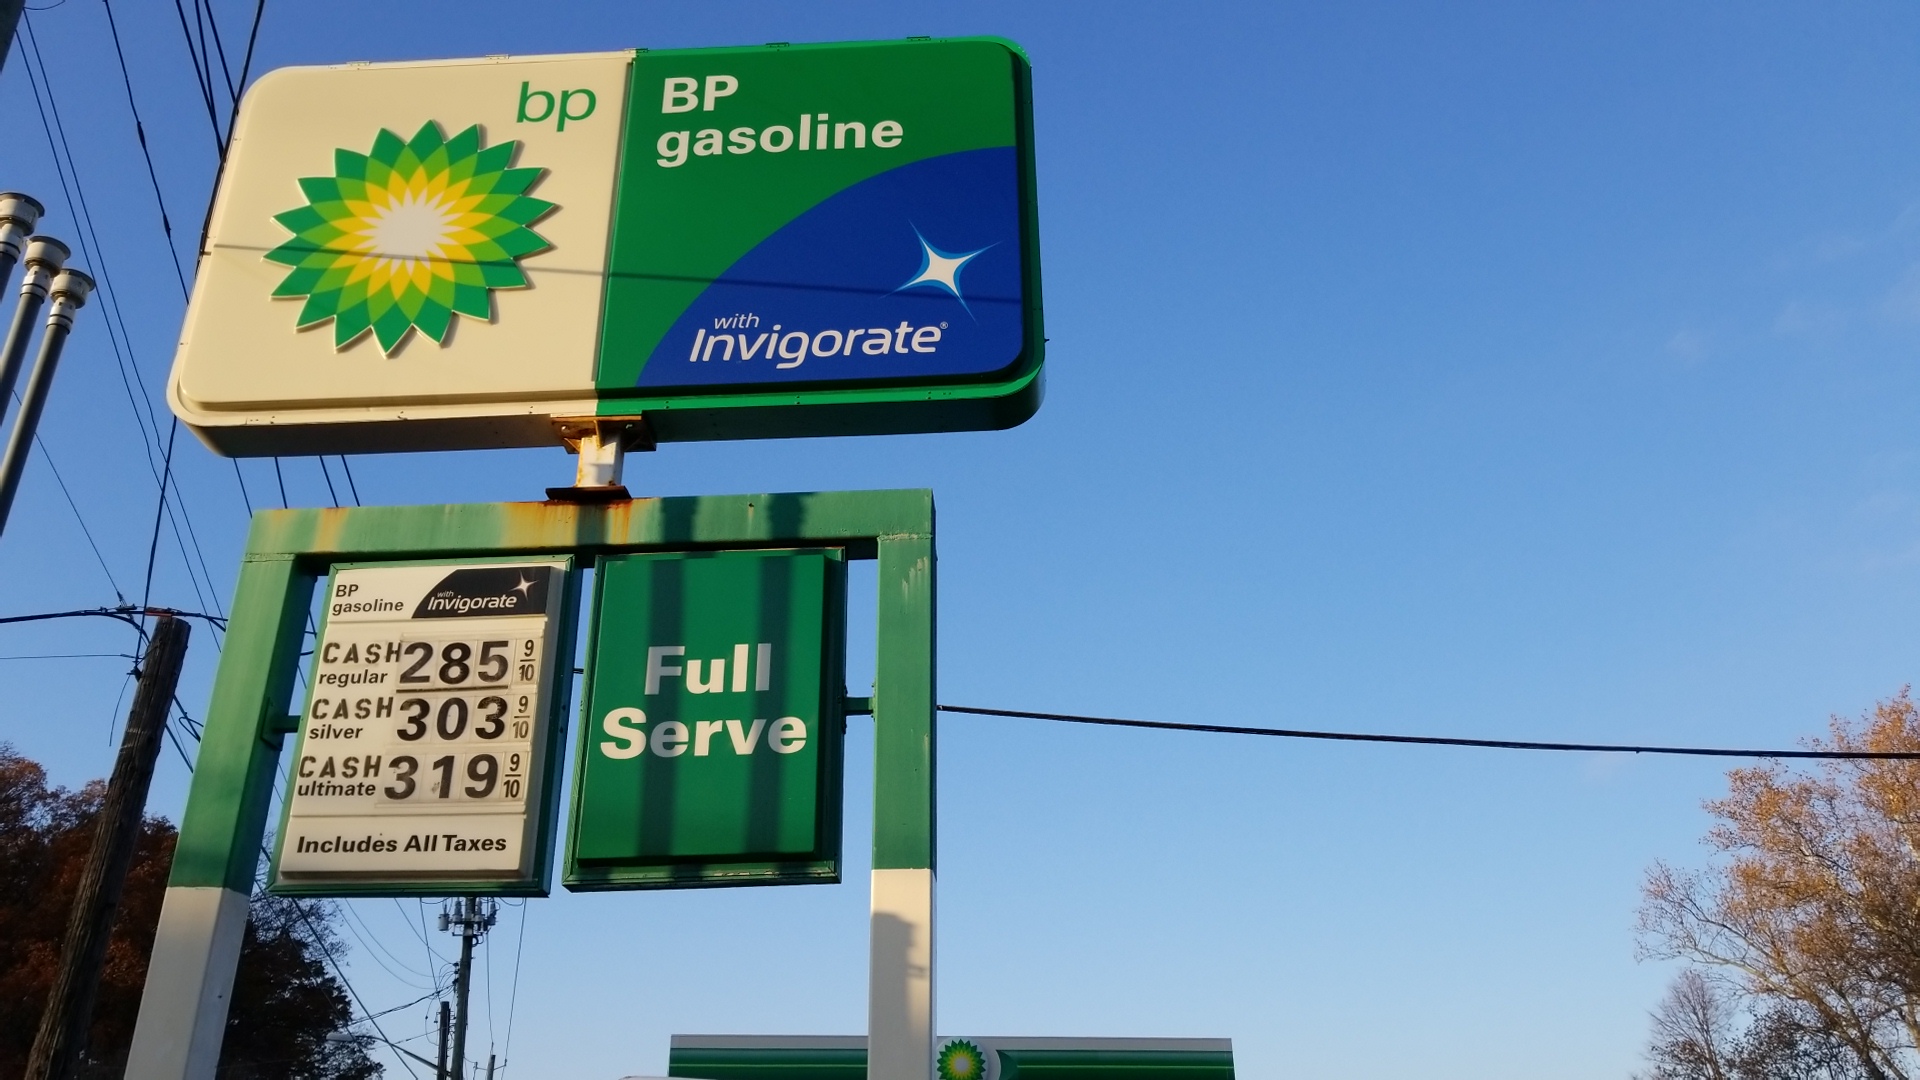 bp
BP
gasoline
with
Invigorate®
BP
gasoline
with
Invigorate
CASH
regular
285 9/10
CASH
silver
303 9/10
CASH
ultimate
319 9/10
Includes All Taxes
Full
Serve